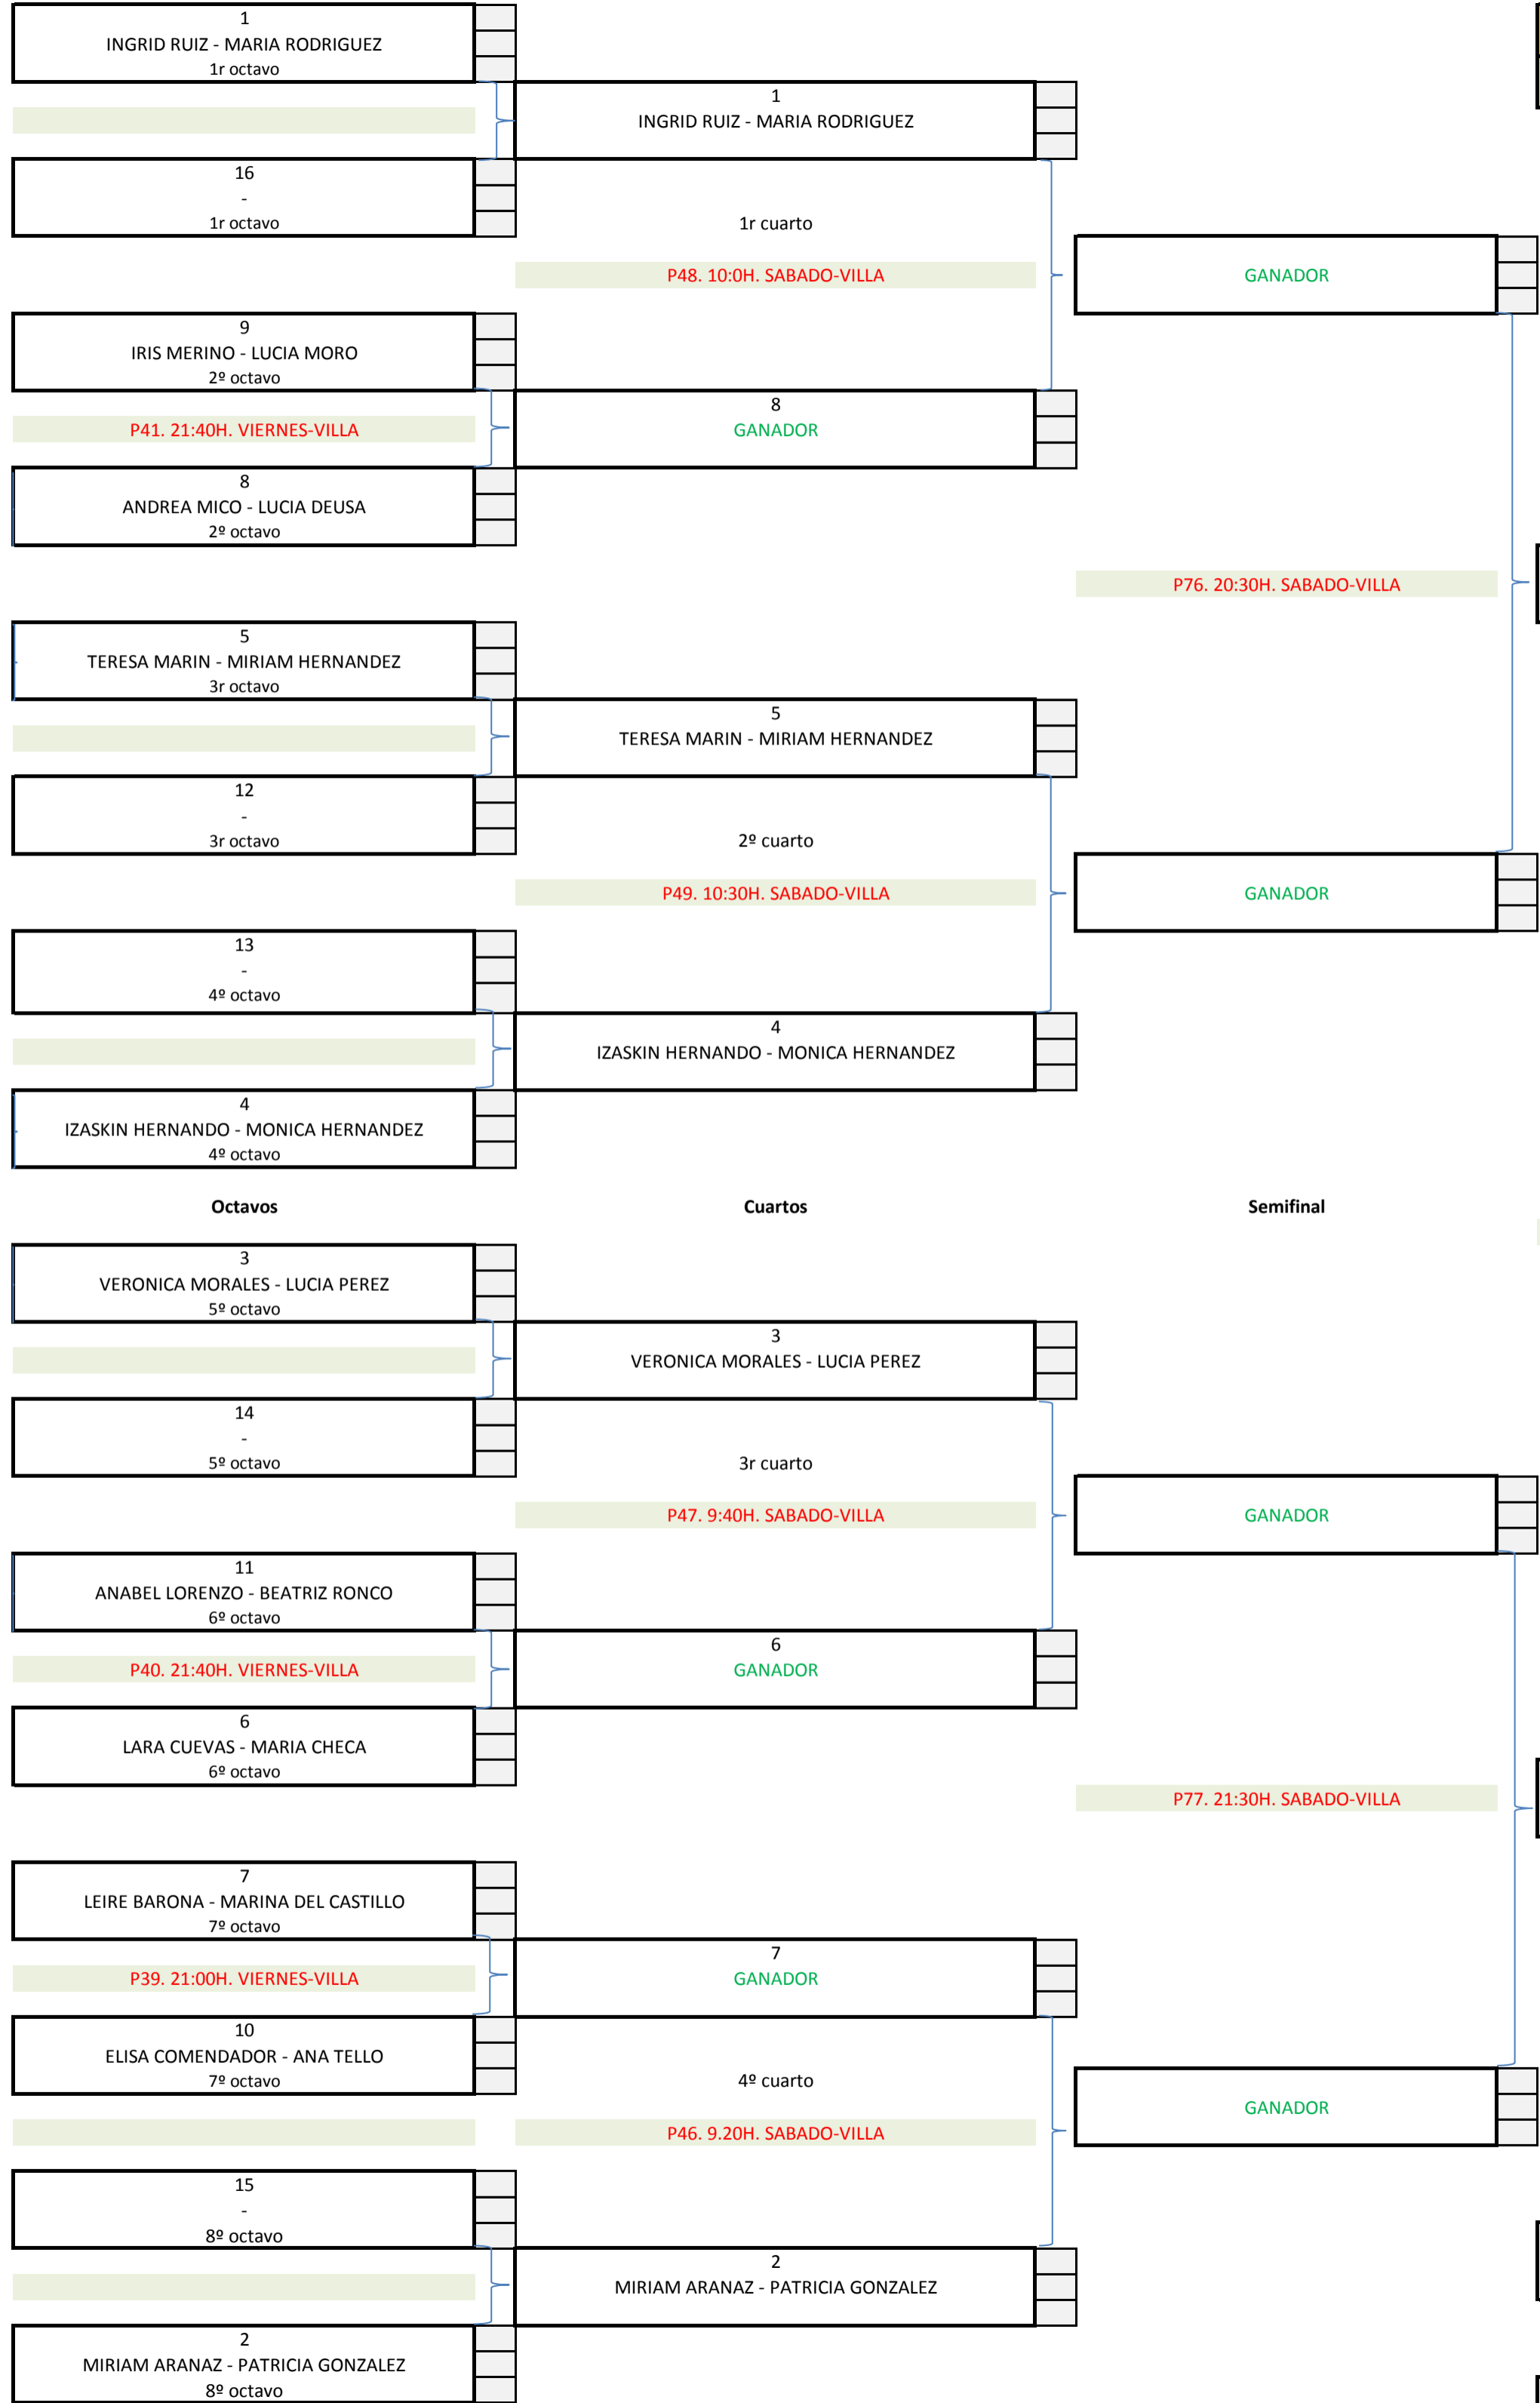 1
INGRID RUIZ - MARIA RODRIGUEZ
1r octavo
1
INGRID RUIZ - MARIA RODRIGUEZ
16
-
1r octavo
1r cuarto
P48. 10:0H. SABADO-VILLA
GANADOR
9
IRIS MERINO - LUCIA MORO
2º octavo
P41. 21:40H. VIERNES-VILLA
8
GANADOR
8
ANDREA MICO - LUCIA DEUSA
2º octavo
P76. 20:30H. SABADO-VILLA
5
TERESA MARIN - MIRIAM HERNANDEZ
3r octavo
5
TERESA MARIN - MIRIAM HERNANDEZ
12
-
3r octavo
2º cuarto
P49. 10:30H. SABADO-VILLA
GANADOR
13
-
4º octavo
4
IZASKIN HERNANDO - MONICA HERNANDEZ
4
IZASKIN HERNANDO - MONICA HERNANDEZ
4º octavo
Octavos
Cuartos
Semifinal
3
VERONICA MORALES - LUCIA PEREZ
5º octavo
3
VERONICA MORALES - LUCIA PEREZ
14
-
5º octavo
3r cuarto
P47. 9:40H. SABADO-VILLA
GANADOR
11
ANABEL LORENZO - BEATRIZ RONCO
6º octavo
P40. 21:40H. VIERNES-VILLA
6
GANADOR
6
LARA CUEVAS - MARIA CHECA
6º octavo
P77. 21:30H. SABADO-VILLA
7
LEIRE BARONA - MARINA DEL CASTILLO
7º octavo
P39. 21:00H. VIERNES-VILLA
7
GANADOR
10
ELISA COMENDADOR - ANA TELLO
7º octavo
4º cuarto
P46. 9.20H. SABADO-VILLA
GANADOR
15
-
8º octavo
2
MIRIAM ARANAZ - PATRICIA GONZALEZ
2
MIRIAM ARANAZ - PATRICIA GONZALEZ
8º octavo